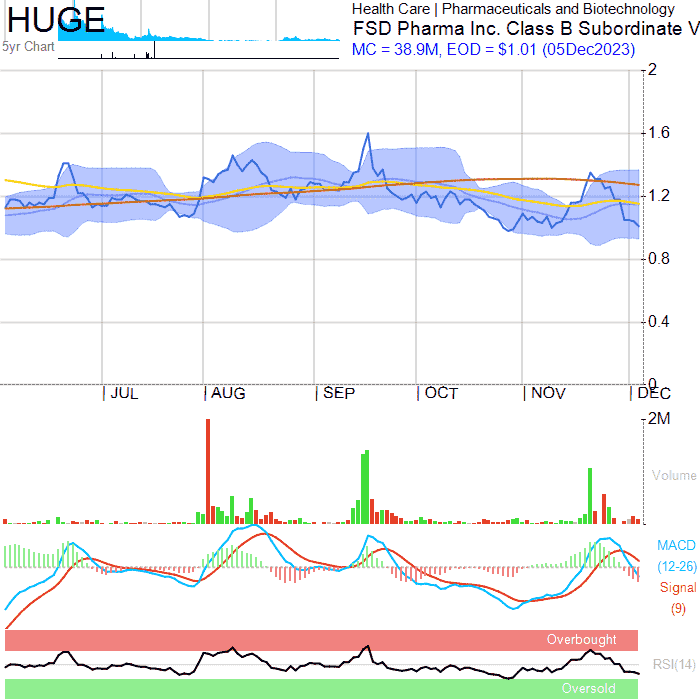 HUGE
5yr Chart
Health Care | Pharmaceuticals and Biotechnology
FSD Pharma Inc. Class B Subordinate V
MC = 38.9M, EOD = $1.01 (05Dec2023)
2
1.6
1.2
0.8
0.4
0
JUL AUG SEP OCT NOV DEC
2M
Volume
MACD
(12-26)
Signal
(9)
Overbought
RSI(14)
Oversold